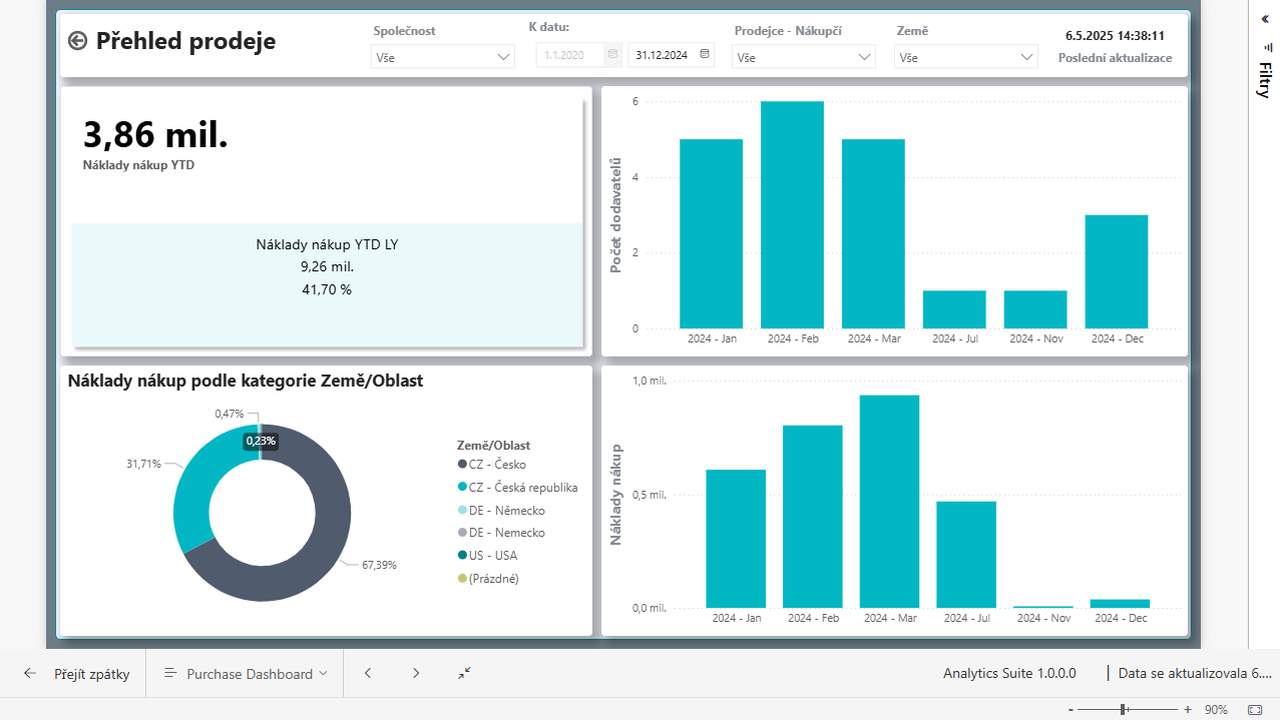 Přehled prodeje
Společnost
Vše
K datu:
1.1.2020
31.12.2024
Prodejce - Nákupčí
Vše
Země
Vše
6.5.2025 14:38:11
Poslední aktualizace
Filtry
3,86 mil.
Náklady nákup YTD
Náklady nákup YTD LY
9,26 mil.
41,70 %
Počet dodavatelů
6
4
2
0
2024 - Jan
2024 - Feb
2024 - Mar
2024 - Jul
2024 - Nov
2024 - Dec
Náklady nákup podle kategorie Země/Oblast
0,47%
0,23%
31,71%
67,39%
Země/Oblast
CZ - Česko
CZ - Česká republika
DE - Německo
DE - Nemecko
US - USA
(Prázdné)
Náklady nákup
1,0 mil.
0,5 mil.
0,0 mil.
2024 - Jan
2024 - Feb
2024 - Mar
2024 - Jul
2024 - Nov
2024 - Dec
Přejít zpátky
Purchase Dashboard
Analytics Suite 1.0.0.0
| Data se aktualizovala 6....
- + 90%